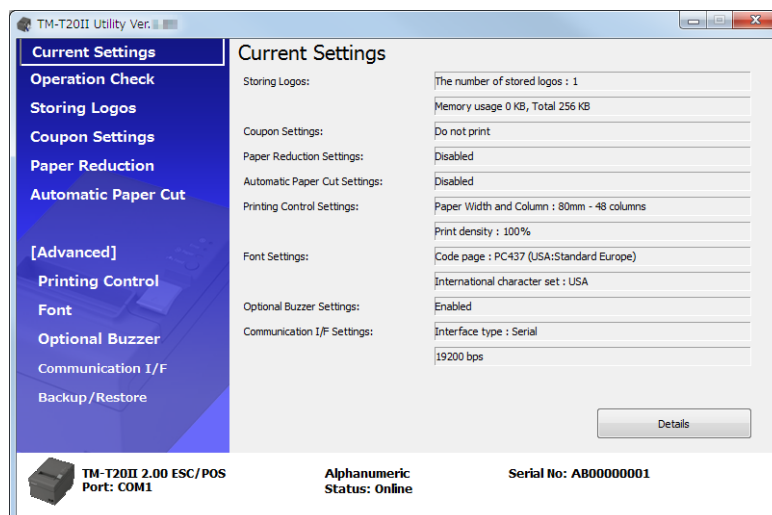 TM-T20II Utility Ver.
Current Settings
Operation Check
Storing Logos
Coupon Settings
Paper Reduction
Automatic Paper Cut
[Advanced]
Printing Control
Font
Optional Buzzer
Communication I/F
Backup/Restore
Current Settings
Storing Logos: The number of stored logos : 1
Memory usage 0 KB, Total 256 KB
Coupon Settings: Do not print
Paper Reduction Settings: Disabled
Automatic Paper Cut Settings: Disabled
Printing Control Settings: Paper Width and Column : 80mm - 48 columns
Print density : 100%
Font Settings: Code page : PC437 (USA:Standard Europe)
International character set : USA
Optional Buzzer Settings: Enabled
Communication I/F Settings: Interface type : Serial
19200 bps
Details
TM-T20II 2.00 ESC/POS Alphanumeric Serial No: AB00000001
Port: COM1 Status: Online